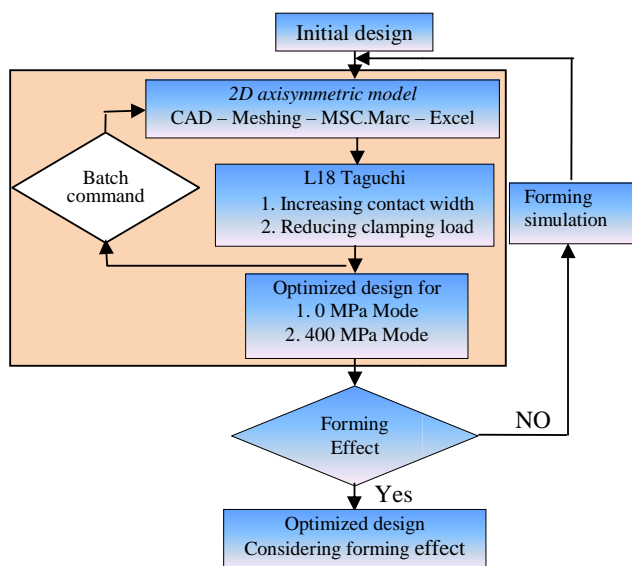 Initial design
2D axisymmetric model
CAD – Meshing – MSC.Marc – Excel
Batch
command
L18 Taguchi
1. Increasing contact width
2. Reducing clamping load
Forming
simulation
Optimized design for
1. 0 MPa Mode
2. 400 MPa Mode
Forming
Effect
NO
Yes
Optimized design
Considering forming effect